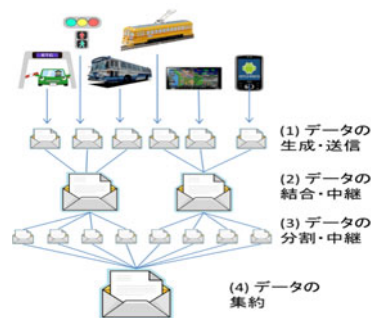 (1) データの
生成・送信
(2) データの
結合・中継
(3) データの
分割・中継
(4) データの
集約